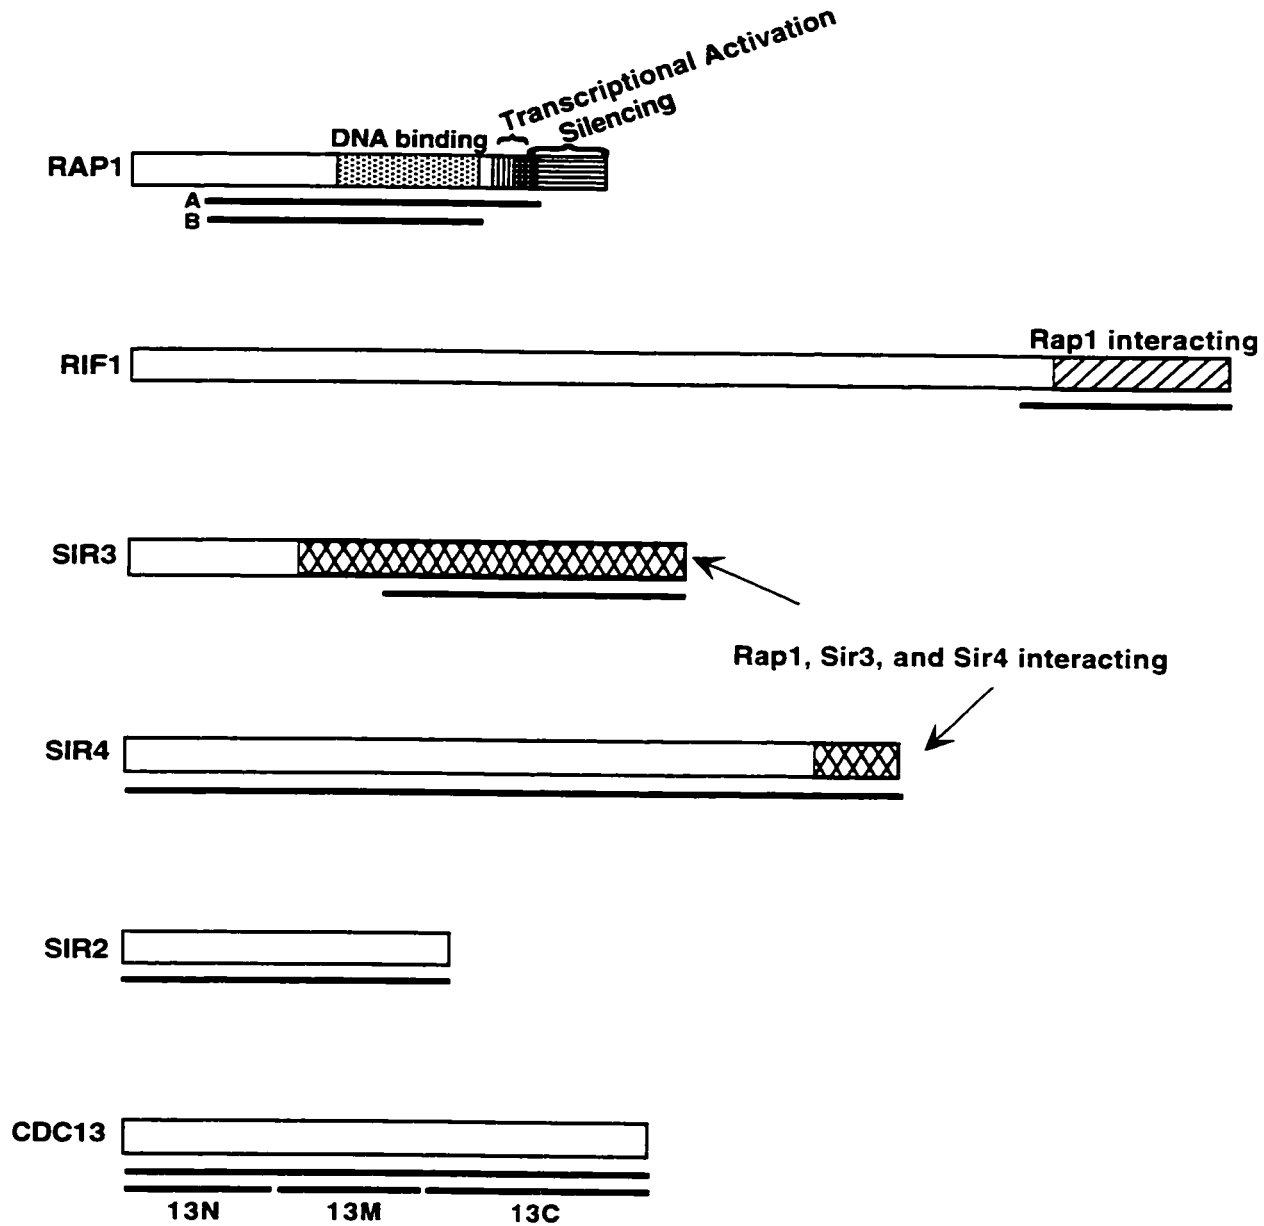 Transcriptional Activation
Silencing
DNA binding
RAP1
A
B
Rap1 interacting
RIF1
SIR3
Rap1, Sir3, and Sir4 interacting
SIR4
SIR2
CDC13
13N 13M 13C